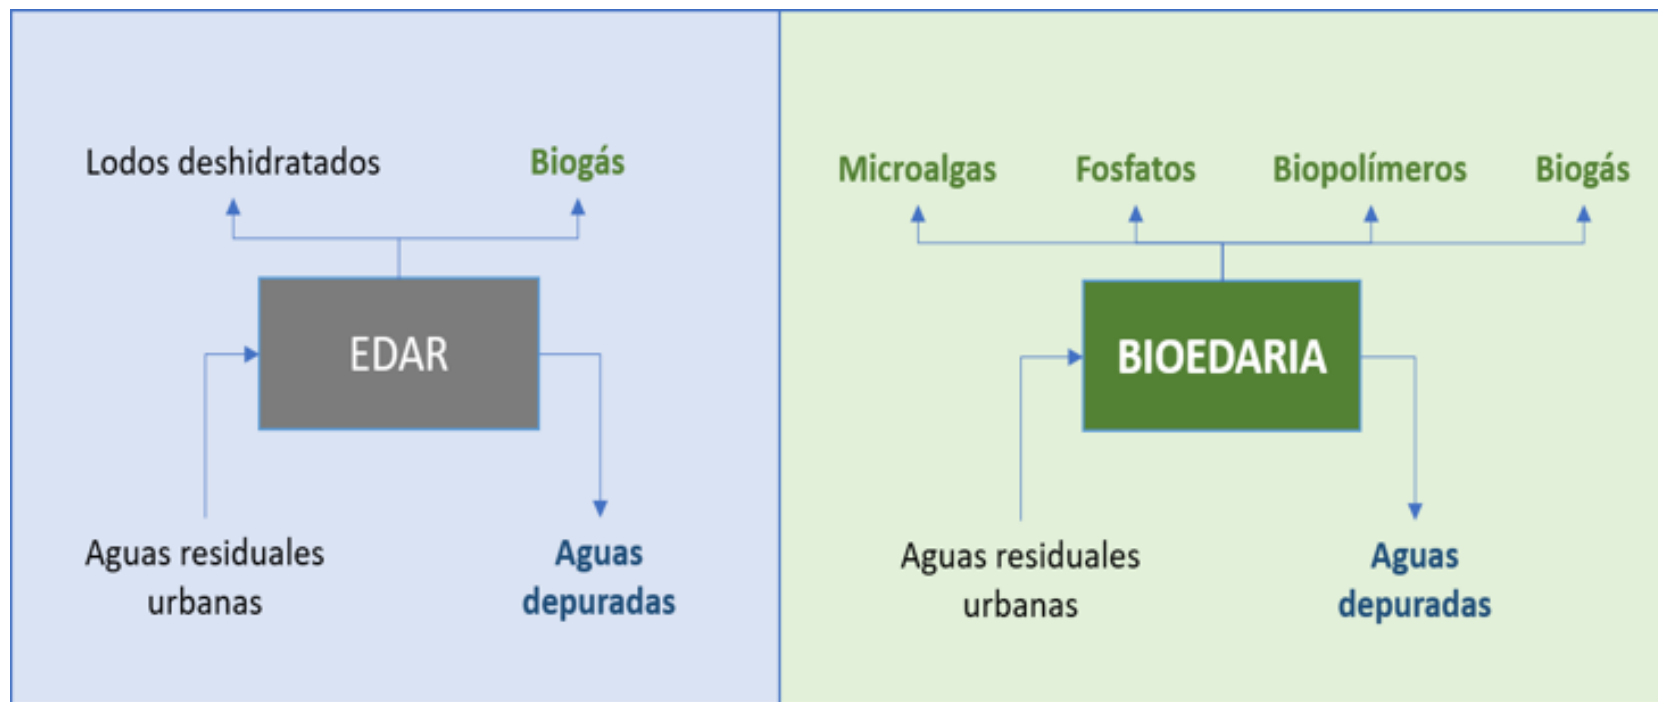 Lodos deshidratados
Biogás
EDAR
Aguas residuales
urbanas
Aguas
depuradas
Microalgas
Fosfatos
Biopolímeros
Biogás
BIOEDARIA
Aguas residuales
urbanas
Aguas
depuradas